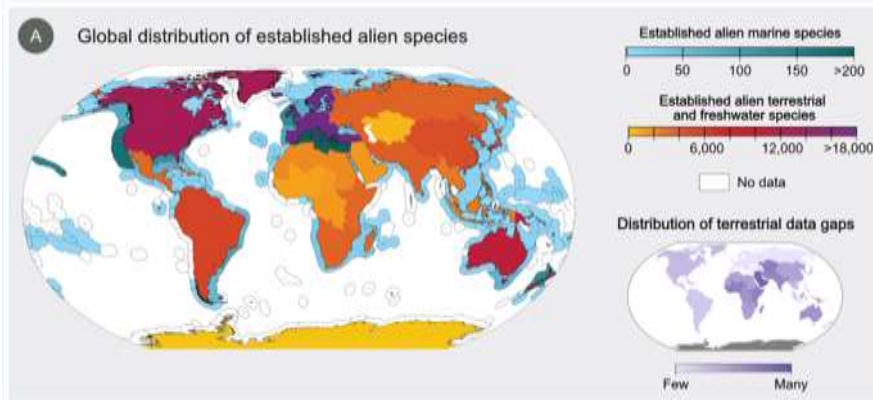 A
Global distribution of established alien species
Established alien marine species
0 50 100 150 >200
Established alien terrestrial
and freshwater species
0 6,000 12,000 >18,000
No data
Distribution of terrestrial data gaps
Few Many